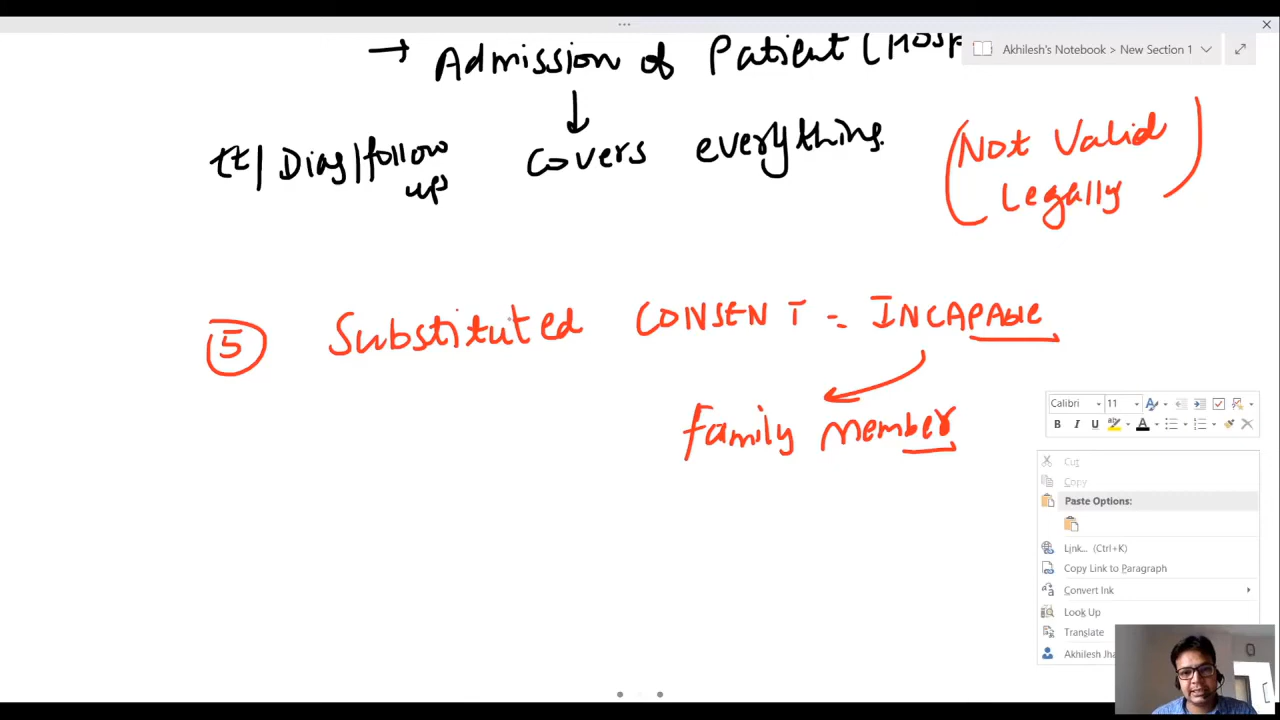 Akhilesh's Notebook > New Section 1
→ Admission of Patient (Hosp
↓
tt/ Diag/follow up
covers everything.
(Not Valid
Legally)
5 Substituted CONSENT = INCAPABLE
family member
Calibri 11
B I U
Cut
Copy
Paste Options:
Link... (Ctrl+K)
Copy Link to Paragraph
Convert Ink
Look Up
Translate
Akhilesh Jha